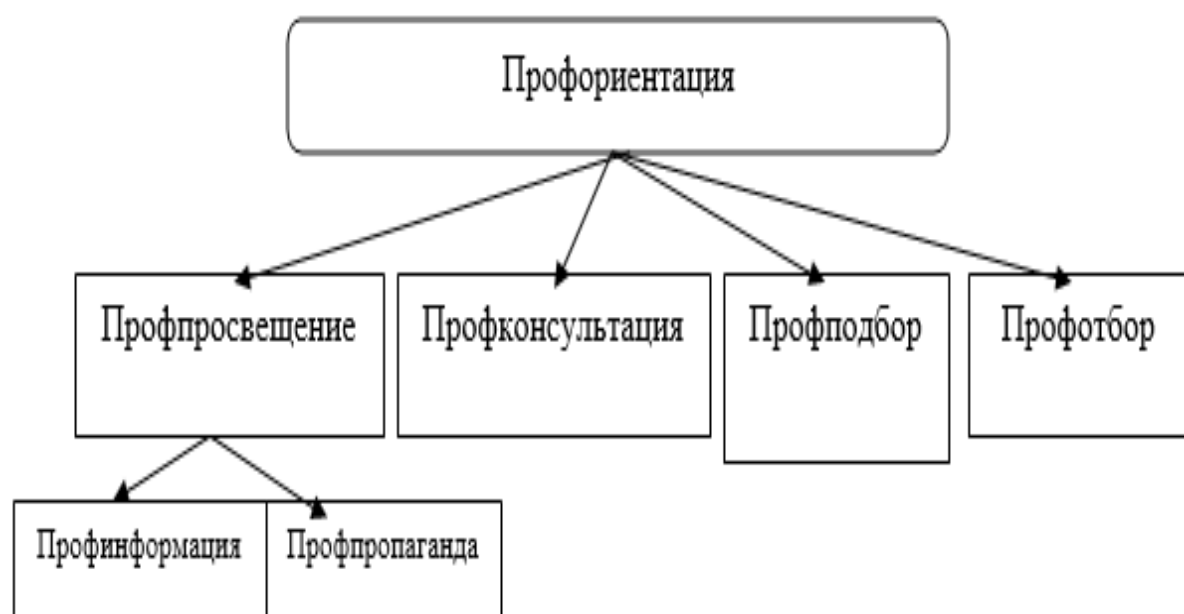 Профориентация
Профпросвещение
Профконсультация
Профподбор
Профотбор
Профинформация
Профпропаганда